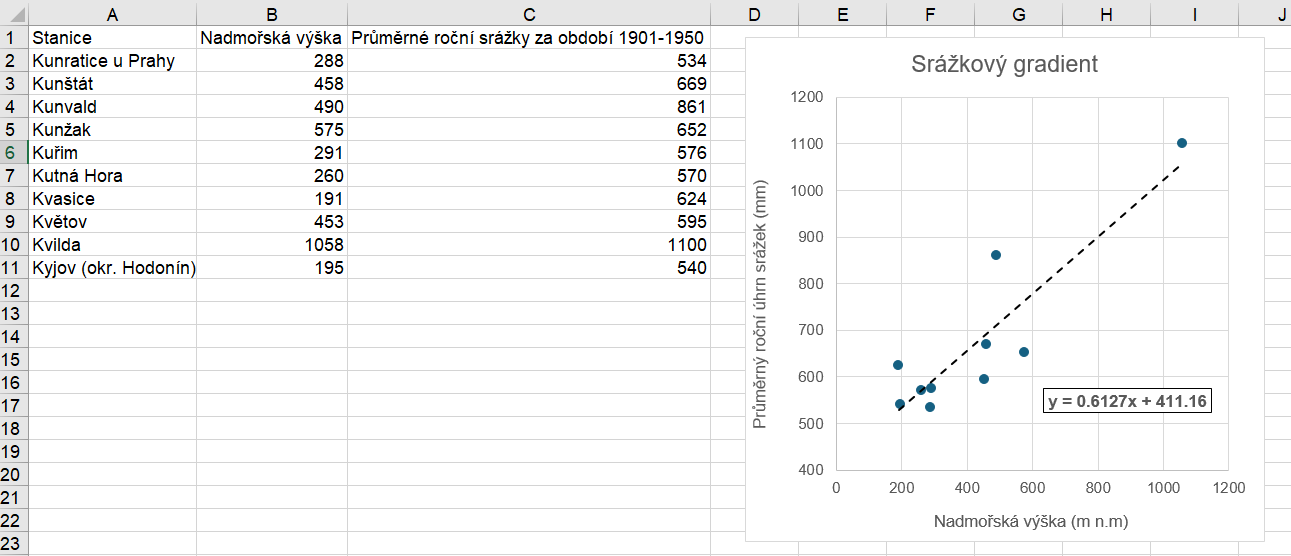 A B C D E F G H I J
1 Stanice Nadmořská výška Průměrné roční srážky za období 1901-1950
2 Kunratice u Prahy 288 534
3 Kunštát 458 669
4 Kunvald 490 861
5 Kunžak 575 652
6 Kuřim 291 576
7 Kutná Hora 260 570
8 Kvasice 191 624
9 Květov 453 595
10 Kvilda 1058 1100
11 Kyjov (okr. Hodonín) 195 540
12
13
14
15
16
17
18
19
20
21
22
23
Srážkový gradient
Průměrný roční úhrn srážek (mm)
1200
1100
1000
900
800
700
600
500
400
y = 0.6127x + 411.16
0 200 400 600 800 1000 1200
Nadmořská výška (m n.m)